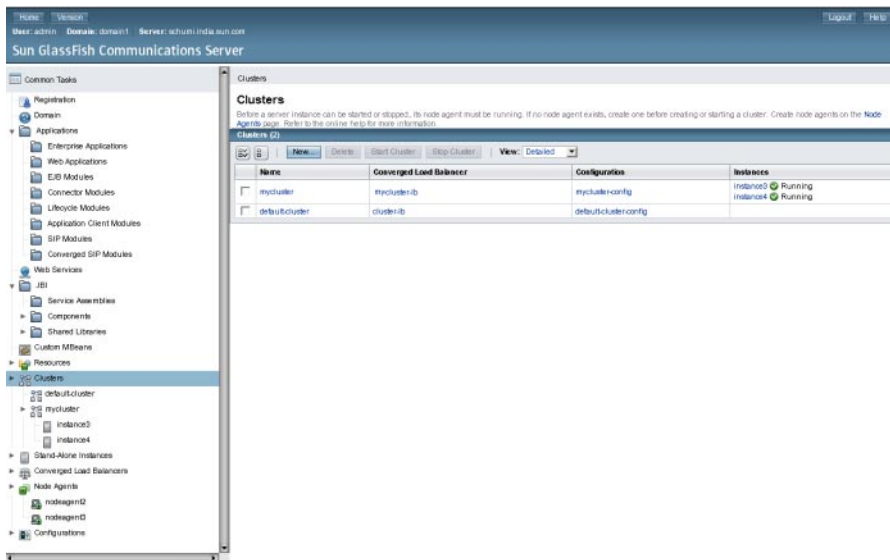 Home Version Logout Help
User: admin Domain: domain1 Server: schumi.india.sun.com
Sun GlassFish Communications Server
Common Tasks
Registration
Domain
Applications
Enterprise Applications
Web Applications
EJB Modules
Connector Modules
Lifecycle Modules
Application Client Modules
SIP Modules
Converged SIP Modules
Web Services
JBI
Service Assemblies
Components
Shared Libraries
Custom MBeans
Resources
Clusters
default-cluster
mycluster
instance3
instance4
Stand-Alone Instances
Converged Load Balancers
Node Agents
nodeagent2
nodeagent3
Configurations
Clusters
Clusters
Before a server instance can be started or stopped, its node agent must be running. If no node agent exists, create one before creating or starting a cluster. Create node agents on the Node
Agents page. Refer to the online help for more information.
Clusters (2)
New... Delete Start Cluster Stop Cluster View: Detailed
Name Converged Load Balancer Configuration Instances
mycluster mycluster-lb mycluster-config instance3 Running
instance4 Running
default-cluster cluster-lb default-cluster-config